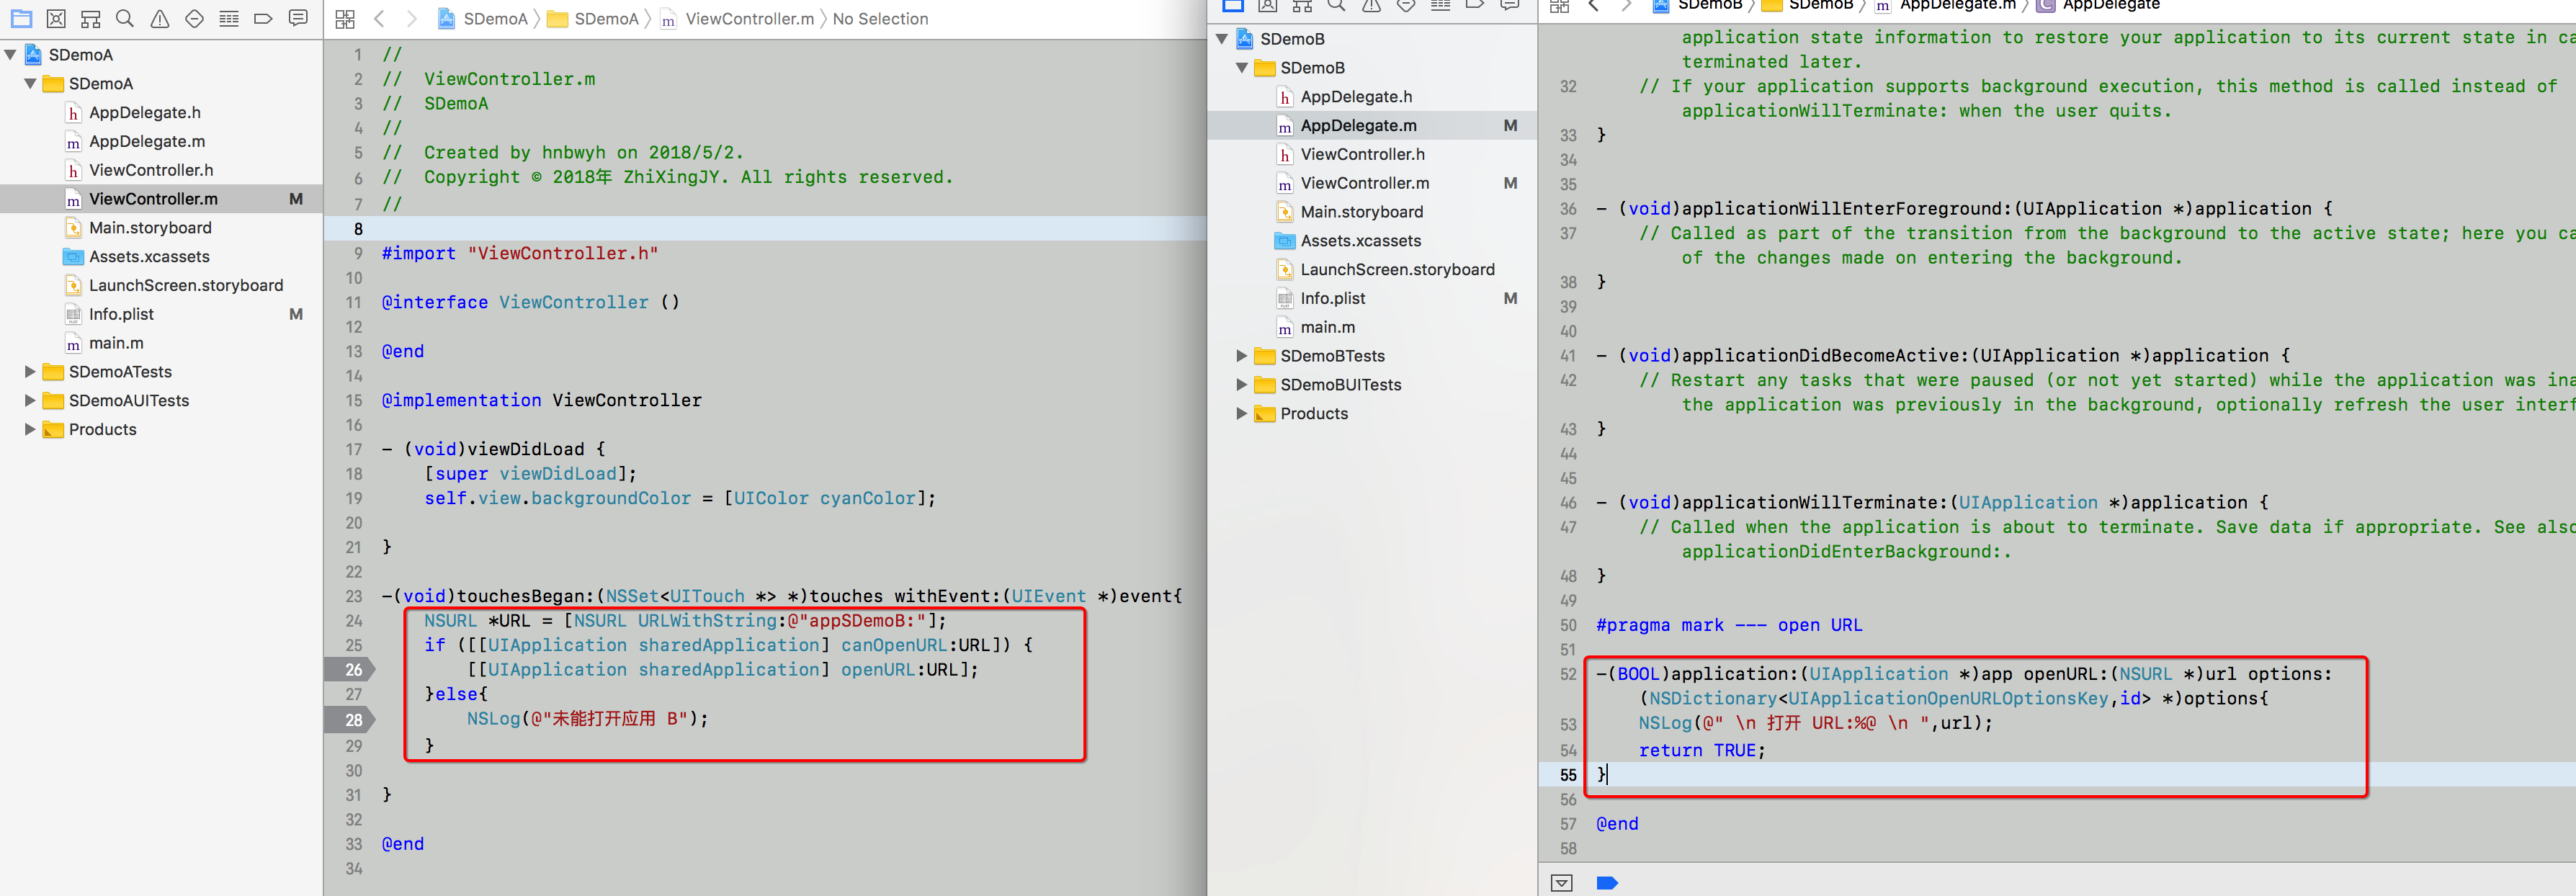 SDemoA
SDemoA
AppDelegate.h
AppDelegate.m
ViewController.h
ViewController.m M
Main.storyboard
Assets.xcassets
LaunchScreen.storyboard
Info.plist M
main.m
SDemoATests
SDemoAUITests
Products
SDemoA SDemoA ViewController.m No Selection
1 //
2 // ViewController.m
3 // SDemoA
4 //
5 // Created by hnbwyh on 2018/5/2.
6 // Copyright © 2018年 ZhiXingJY. All rights reserved.
7 //
8
9 #import "ViewController.h"
10
11 @interface ViewController ()
12
13 @end
14
15 @implementation ViewController
16
17 - (void)viewDidLoad {
18 [super viewDidLoad];
19 self.view.backgroundColor = [UIColor cyanColor];
20
21 }
22
23 -(void)touchesBegan:(NSSet<UITouch *> *)touches withEvent:(UIEvent *)event{
24 NSURL *URL = [NSURL URLWithString:@"appSDemoB:"];
25 if ([[UIApplication sharedApplication] canOpenURL:URL]) {
26 [[UIApplication sharedApplication] openURL:URL];
27 }else{
28 NSLog(@"未能打开应用 B");
29 }
30
31 }
32
33 @end
34
SDemoB
SDemoB
AppDelegate.h
AppDelegate.m M
ViewController.h
ViewController.m M
Main.storyboard
Assets.xcassets
LaunchScreen.storyboard
Info.plist M
main.m
SDemoBTests
SDemoBUITests
Products
SDemoB SDemoB AppDelegate.m AppDelegate
application state information to restore your application to its current state in ca
terminated later.
32 // If your application supports background execution, this method is called instead of
applicationWillTerminate: when the user quits.
33 }
34
35
36 - (void)applicationWillEnterForeground:(UIApplication *)application {
37 // Called as part of the transition from the background to the active state; here you ca
of the changes made on entering the background.
38 }
39
40
41 - (void)applicationDidBecomeActive:(UIApplication *)application {
42 // Restart any tasks that were paused (or not yet started) while the application was ina
the application was previously in the background, optionally refresh the user interf
43 }
44
45
46 - (void)applicationWillTerminate:(UIApplication *)application {
47 // Called when the application is about to terminate. Save data if appropriate. See also
applicationDidEnterBackground:.
48 }
49
50 #pragma mark --- open URL
51
52 -(BOOL)application:(UIApplication *)app openURL:(NSURL *)url options:
(NSDictionary<UIApplicationOpenURLOptionsKey,id> *)options{
53 NSLog(@" \n 打开 URL:%@ \n ",url);
54 return TRUE;
55 }
56
57 @end
58